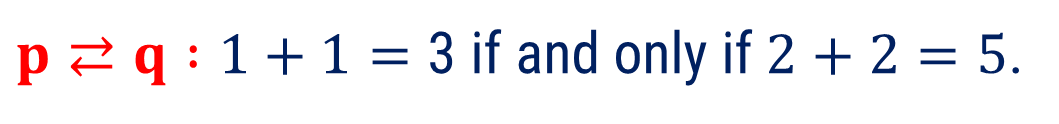 p ⇄ q : 1 + 1 = 3 if and only if 2 + 2 = 5.